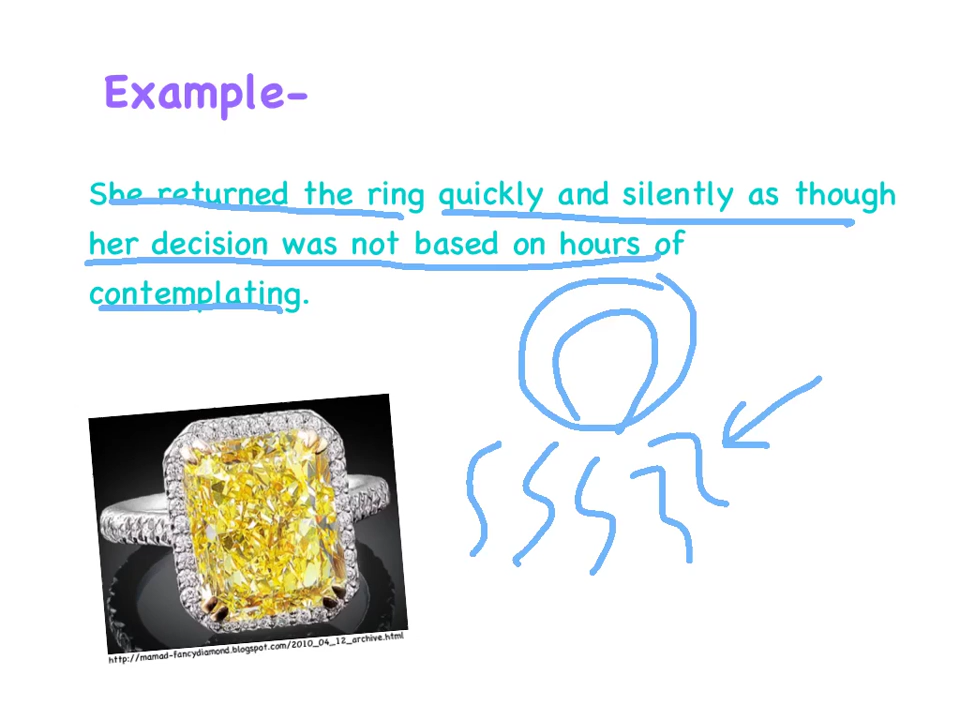 Example-
She returned the ring quickly and silently as though
her decision was not based on hours of
contemplating.
http://mamad-fancydiamond.blogspot.com/2010_04_12_archive.html